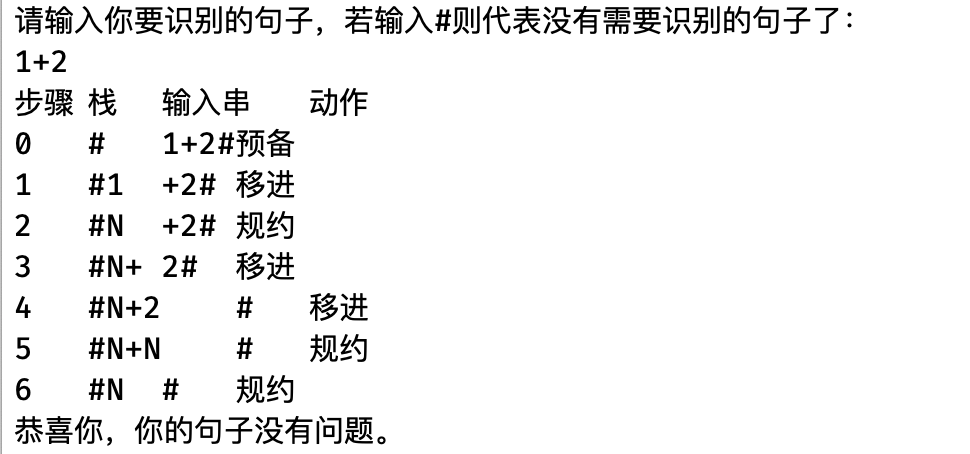 请输入你要识别的句子，若输入#则代表没有需要识别的句子了：
1+2
步骤 栈 输入串 动作
0 # 1+2#预备
1 #1 +2# 移进
2 #N +2# 规约
3 #N+ 2# 移进
4 #N+2 # 移进
5 #N+N # 规约
6 #N # 规约
恭喜你，你的句子没有问题。